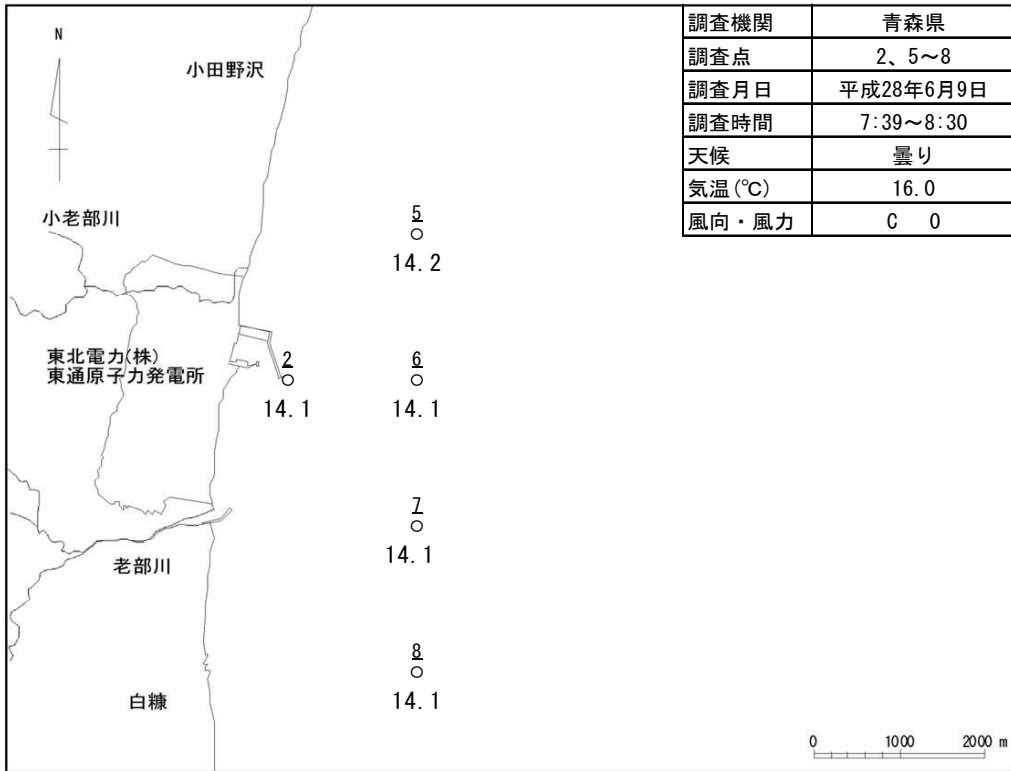 調査機関 青森県
調査点 2、5～8
調査月日 平成28年6月9日
調査時間 7:39～8:30
天候 曇り
気温(℃) 16.0
風向・風力 C 0
N
小田野沢
小老部川
5
14.2
東北電力(株)
東通原子力発電所
2
14.1
6
14.1
7
14.1
老部川
8
14.1
白糠
0 1000 2000 m